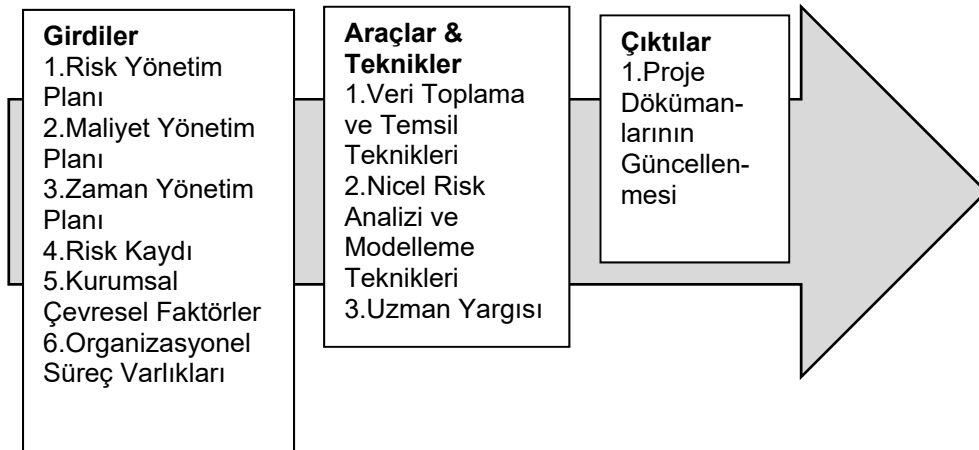 Girdiler
1.Risk Yönetim
Planı
2.Maliyet Yönetim
Planı
3.Zaman Yönetim
Planı
4.Risk Kaydı
5.Kurumsal
Çevresel Faktörler
6.Organizasyonel
Süreç Varlıkları
Araçlar &
Teknikler
1.Veri Toplama
ve Temsil
Teknikleri
2.Nicel Risk
Analizi ve
Modelleme
Teknikleri
3.Uzman Yargısı
Çıktılar
1.Proje
Döküman-
larının
Güncellen-
mesi